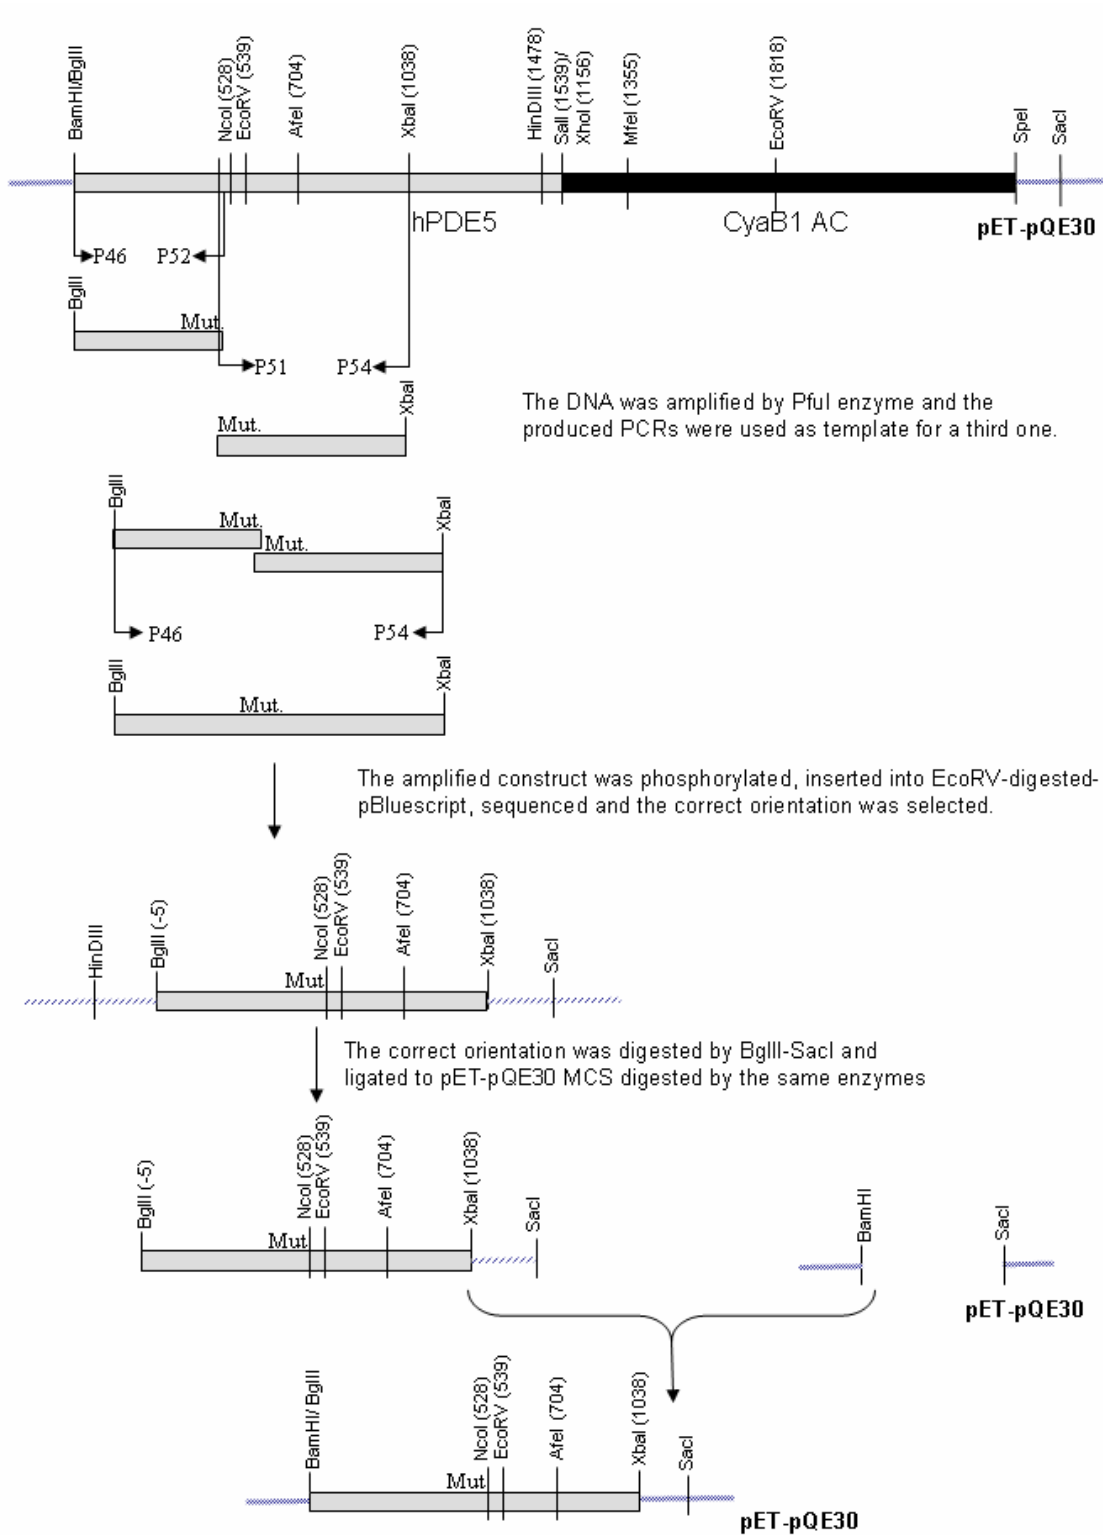 BamHI/BglII
NcoI (528)
EcoRV (539)
AfeI (704)
XbaI (1038)
HinDIII (1478)
SalI (1539)/
XhoI (1156)
MfeI (1355)
EcoRV (1818)
SpeI
SacI
hPDE5
CyaB1 AC
pET-pQE30
P46
P52
BglII
Mut.
P51
P54
XbaI
Mut.
The DNA was amplified by PfuI enzyme and the
produced PCRs were used as template for a third one.
BglII
Mut.
Mut.
XbaI
P46
P54
BglII
Mut.
XbaI
The amplified construct was phosphorylated, inserted into EcoRV-digested-
pBluescript, sequenced and the correct orientation was selected.
HinDIII
BglII (-5)
Mut
NcoI (528)
EcoRV (539)
AfeI (704)
XbaI (1038)
SacI
The correct orientation was digested by BglII-SacI and
ligated to pET-pQE30 MCS digested by the same enzymes
BglII (-5)
Mut
NcoI (528)
EcoRV (539)
AfeI (704)
XbaI (1038)
SacI
BamHI
SacI
pET-pQE30
BamHI/ BglII
Mut
NcoI (528)
EcoRV (539)
AfeI (704)
XbaI (1038)
SacI
pET-pQE30